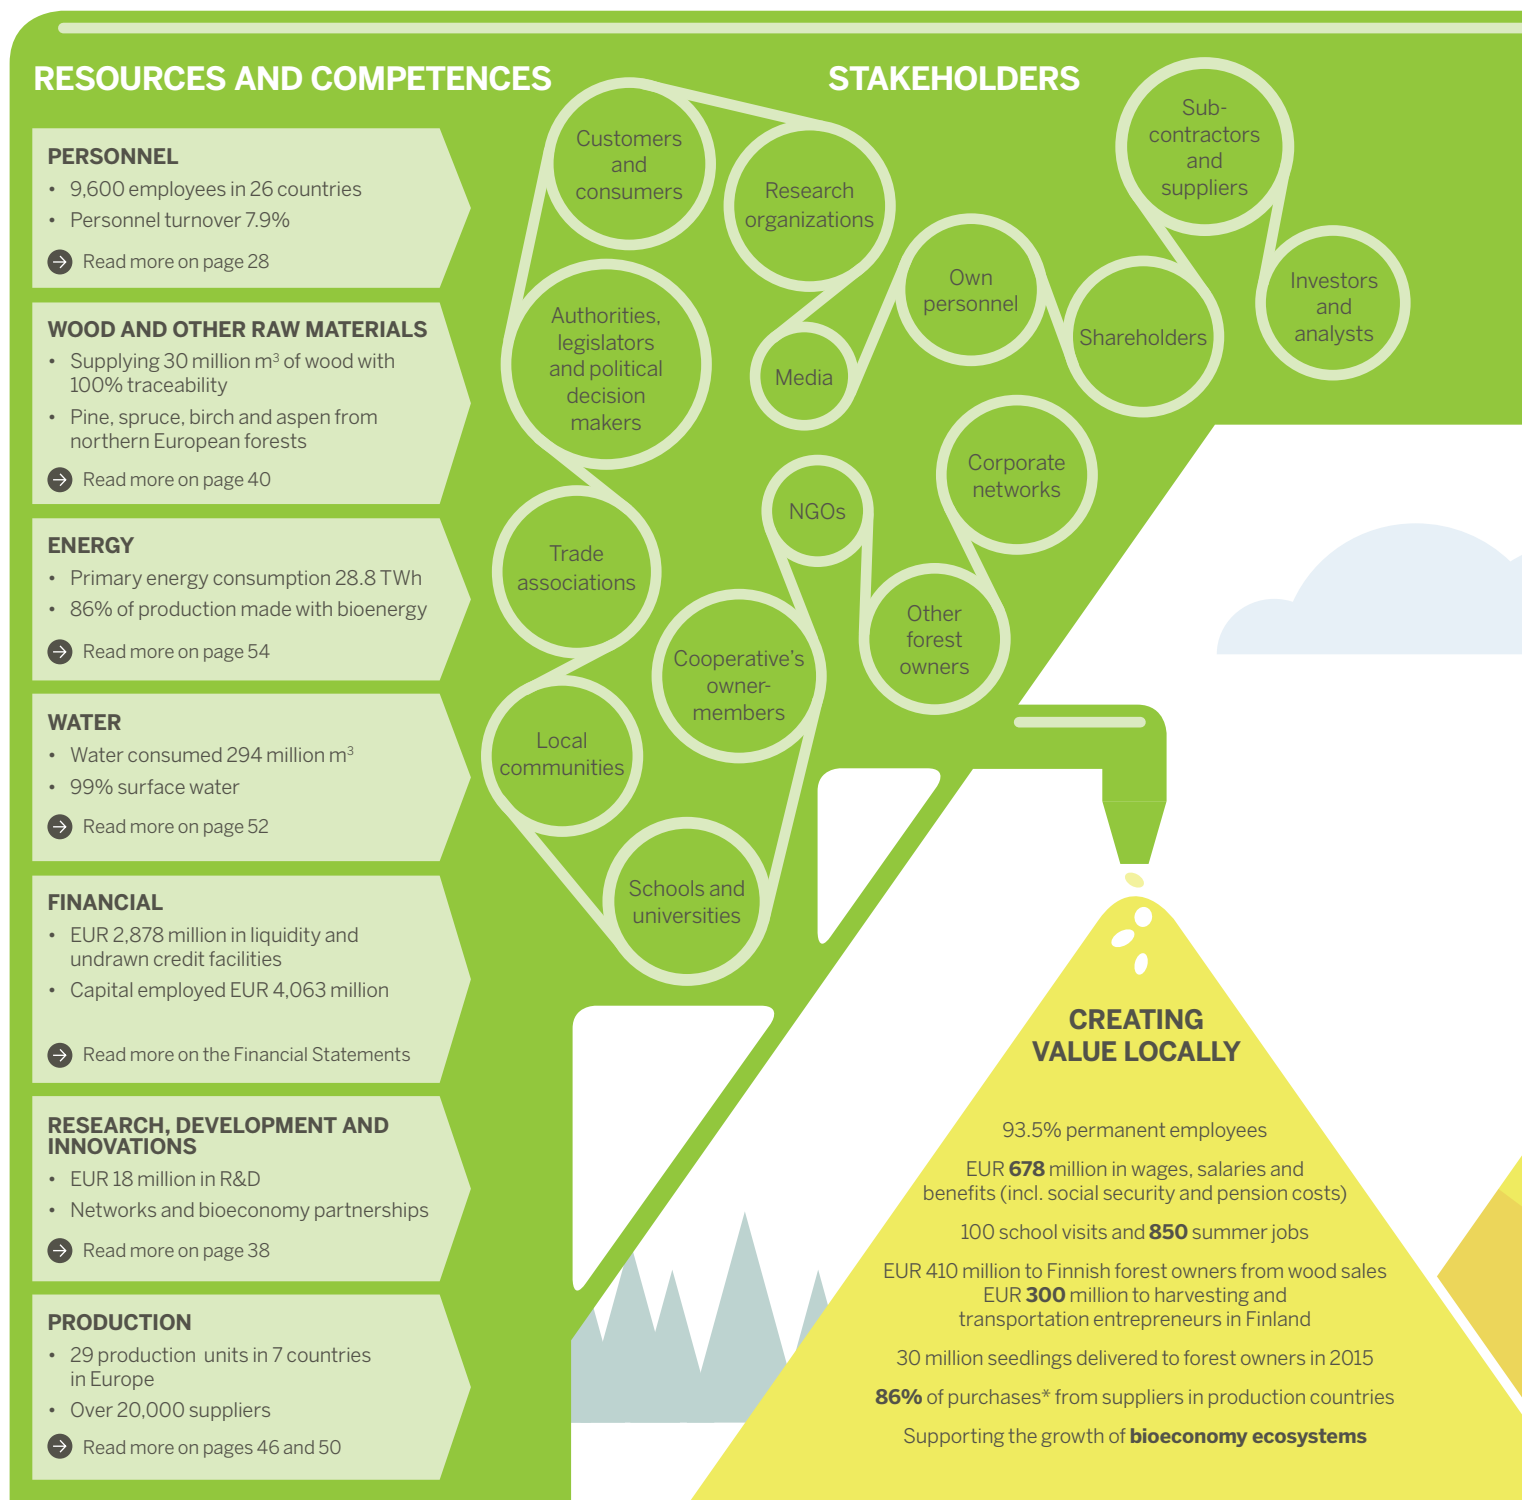 RESOURCES AND COMPETENCES
PERSONNEL
• 9,600 employees in 26 countries
• Personnel turnover 7.9%
Read more on page 28
WOOD AND OTHER RAW MATERIALS
• Supplying 30 million m³ of wood with
100% traceability
• Pine, spruce, birch and aspen from
northern European forests
Read more on page 40
ENERGY
• Primary energy consumption 28.8 TWh
• 86% of production made with bioenergy
Read more on page 54
WATER
• Water consumed 294 million m³
• 99% surface water
Read more on page 52
FINANCIAL
• EUR 2,878 million in liquidity and
undrawn credit facilities
• Capital employed EUR 4,063 million
Read more on the Financial Statements
RESEARCH, DEVELOPMENT AND
INNOVATIONS
• EUR 18 million in R&D
• Networks and bioeconomy partnerships
Read more on page 38
PRODUCTION
• 29 production units in 7 countries
in Europe
• Over 20,000 suppliers
Read more on pages 46 and 50
STAKEHOLDERS
Customers
and
consumers
Research
organizations
Sub-
contractors
and
suppliers
Authorities,
legislators
and political
decision
makers
Media
Own
personnel
Shareholders
Investors
and
analysts
Trade
associations
NGOs
Corporate
networks
Local
communities
Cooperative's
owner-
members
Other
forest
owners
Schools and
universities
CREATING
VALUE LOCALLY
93.5% permanent employees
EUR 678 million in wages, salaries and
benefits (incl. social security and pension costs)
100 school visits and 850 summer jobs
EUR 410 million to Finnish forest owners from wood sales
EUR 300 million to harvesting and
transportation entrepreneurs in Finland
30 million seedlings delivered to forest owners in 2015
86% of purchases* from suppliers in production countries
Supporting the growth of bioeconomy ecosystems